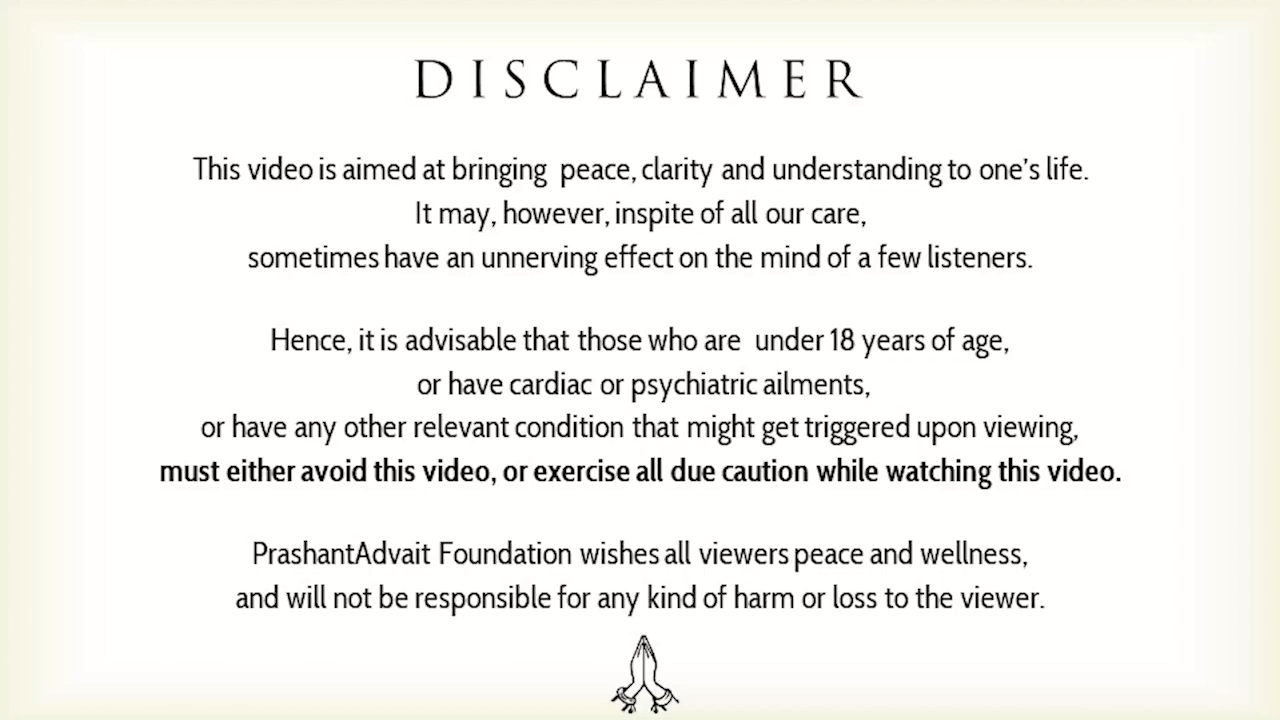 DISCLAIMER
This video is aimed at bringing peace, clarity and understanding to one's life.
It may, however, inspite of all our care,
sometimes have an unnerving effect on the mind of a few listeners.
Hence, it is advisable that those who are under 18 years of age,
or have cardiac or psychiatric ailments,
or have any other relevant condition that might get triggered upon viewing,
must either avoid this video, or exercise all due caution while watching this video.
PrashantAdvait Foundation wishes all viewers peace and wellness,
and will not be responsible for any kind of harm or loss to the viewer.